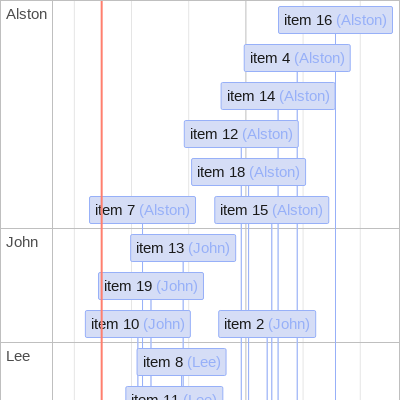 Alston
item 16 (Alston)
item 4 (Alston)
item 14 (Alston)
item 12 (Alston)
item 18 (Alston)
item 7 (Alston)
item 15 (Alston)
John
item 13 (John)
item 19 (John)
item 10 (John)
item 2 (John)
Lee
item 8 (Lee)
item 11 (Lee)